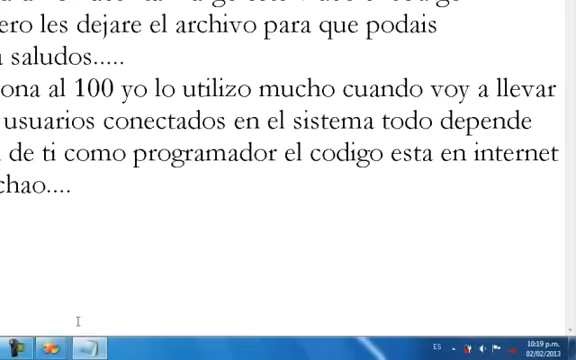 ero les dejare el archivo para que podais
saludos.....
ona al 100 yo lo utilizo mucho cuando voy a llevar
usuarios conectados en el sistema todo depende
de ti como programador el codigo esta en internet
chao....
ES
10:19 p.m.
02/02/2013